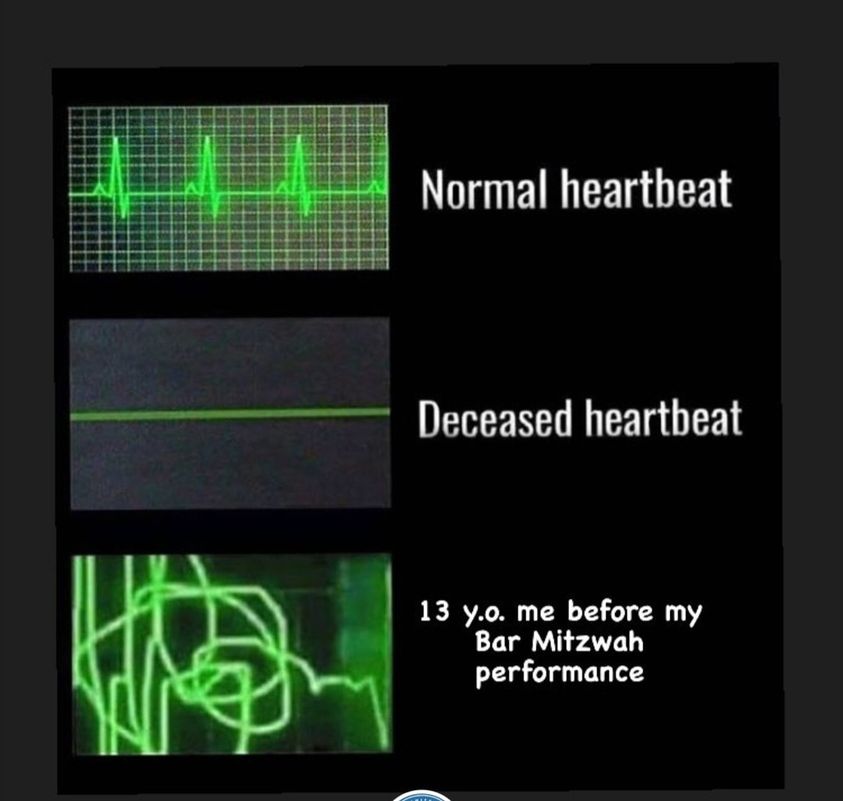 Normal heartbeat
Deceased heartbeat
13 y.o. me before my
Bar Mitzwah
performance